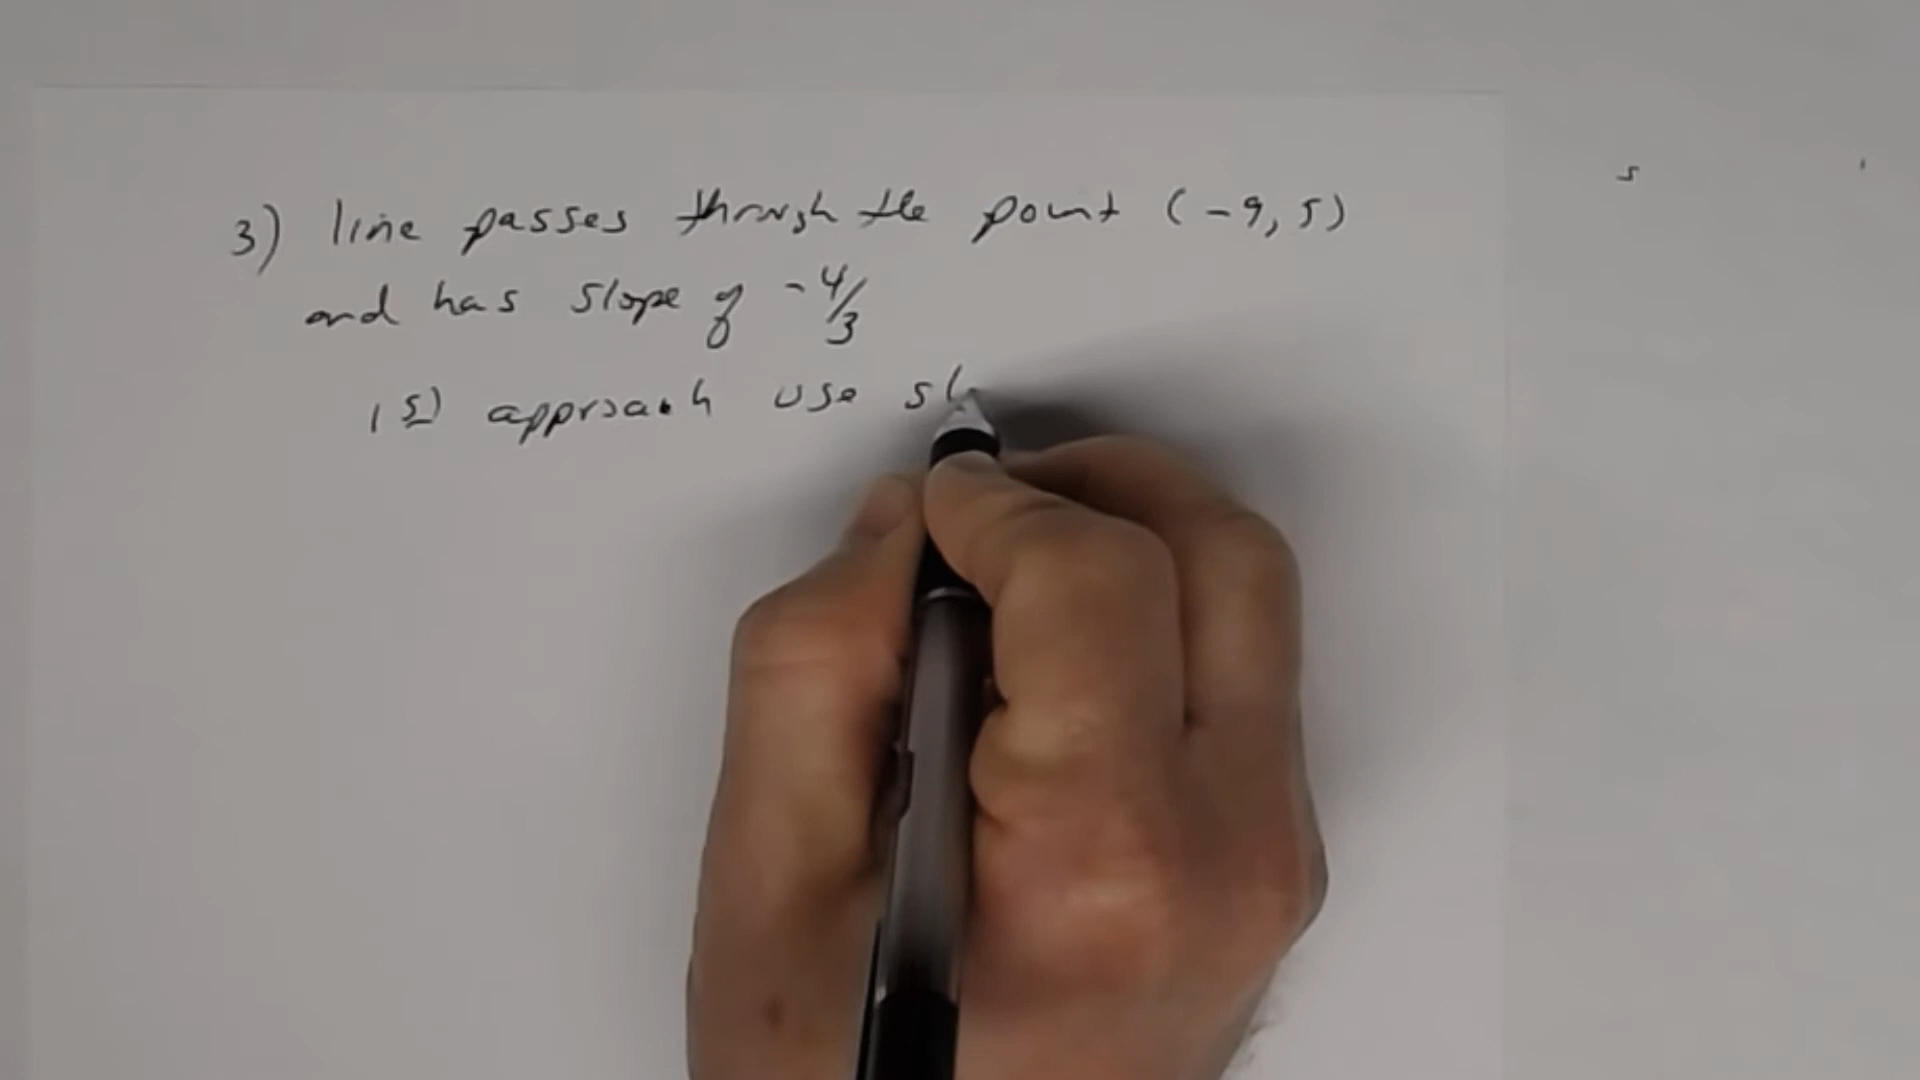 3) line passes through the point (-9, 5)
and has slope of -4/3
1st) approach use sl